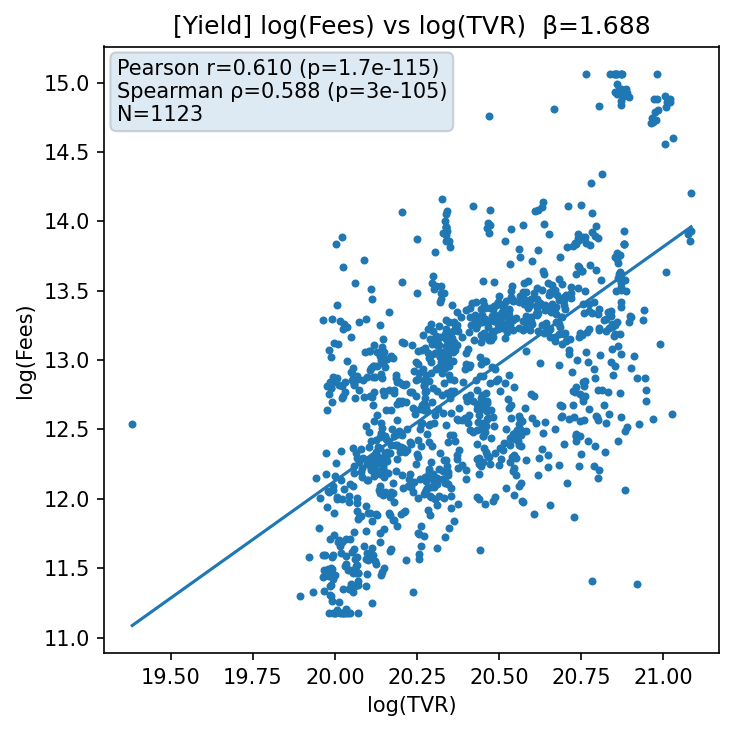 [Yield] log(Fees) vs log(TVR)  β=1.688
Pearson r=0.610 (p=1.7e-115)
Spearman ρ=0.588 (p=3e-105)
N=1123
log(Fees)
15.0
14.5
14.0
13.5
13.0
12.5
12.0
11.5
11.0
19.50 19.75 20.00 20.25 20.50 20.75 21.00
log(TVR)